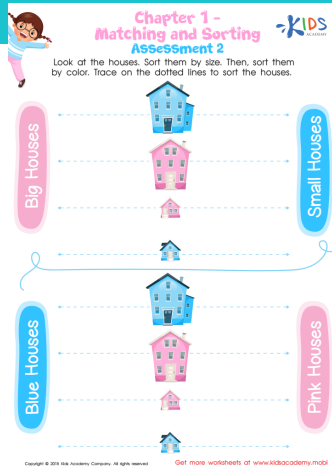 Chapter 1 -
Matching and Sorting
Assessment 2
KIDS
ACADEMY
Look at the houses. Sort them by size. Then, sort them
by color. Trace on the dotted lines to sort the houses.
Big Houses
Small Houses
Blue Houses
Pink Houses
Copyright © 2018 Kids Academy Company. All rights reserved
Get more worksheets at www.kidsacademy.mobi